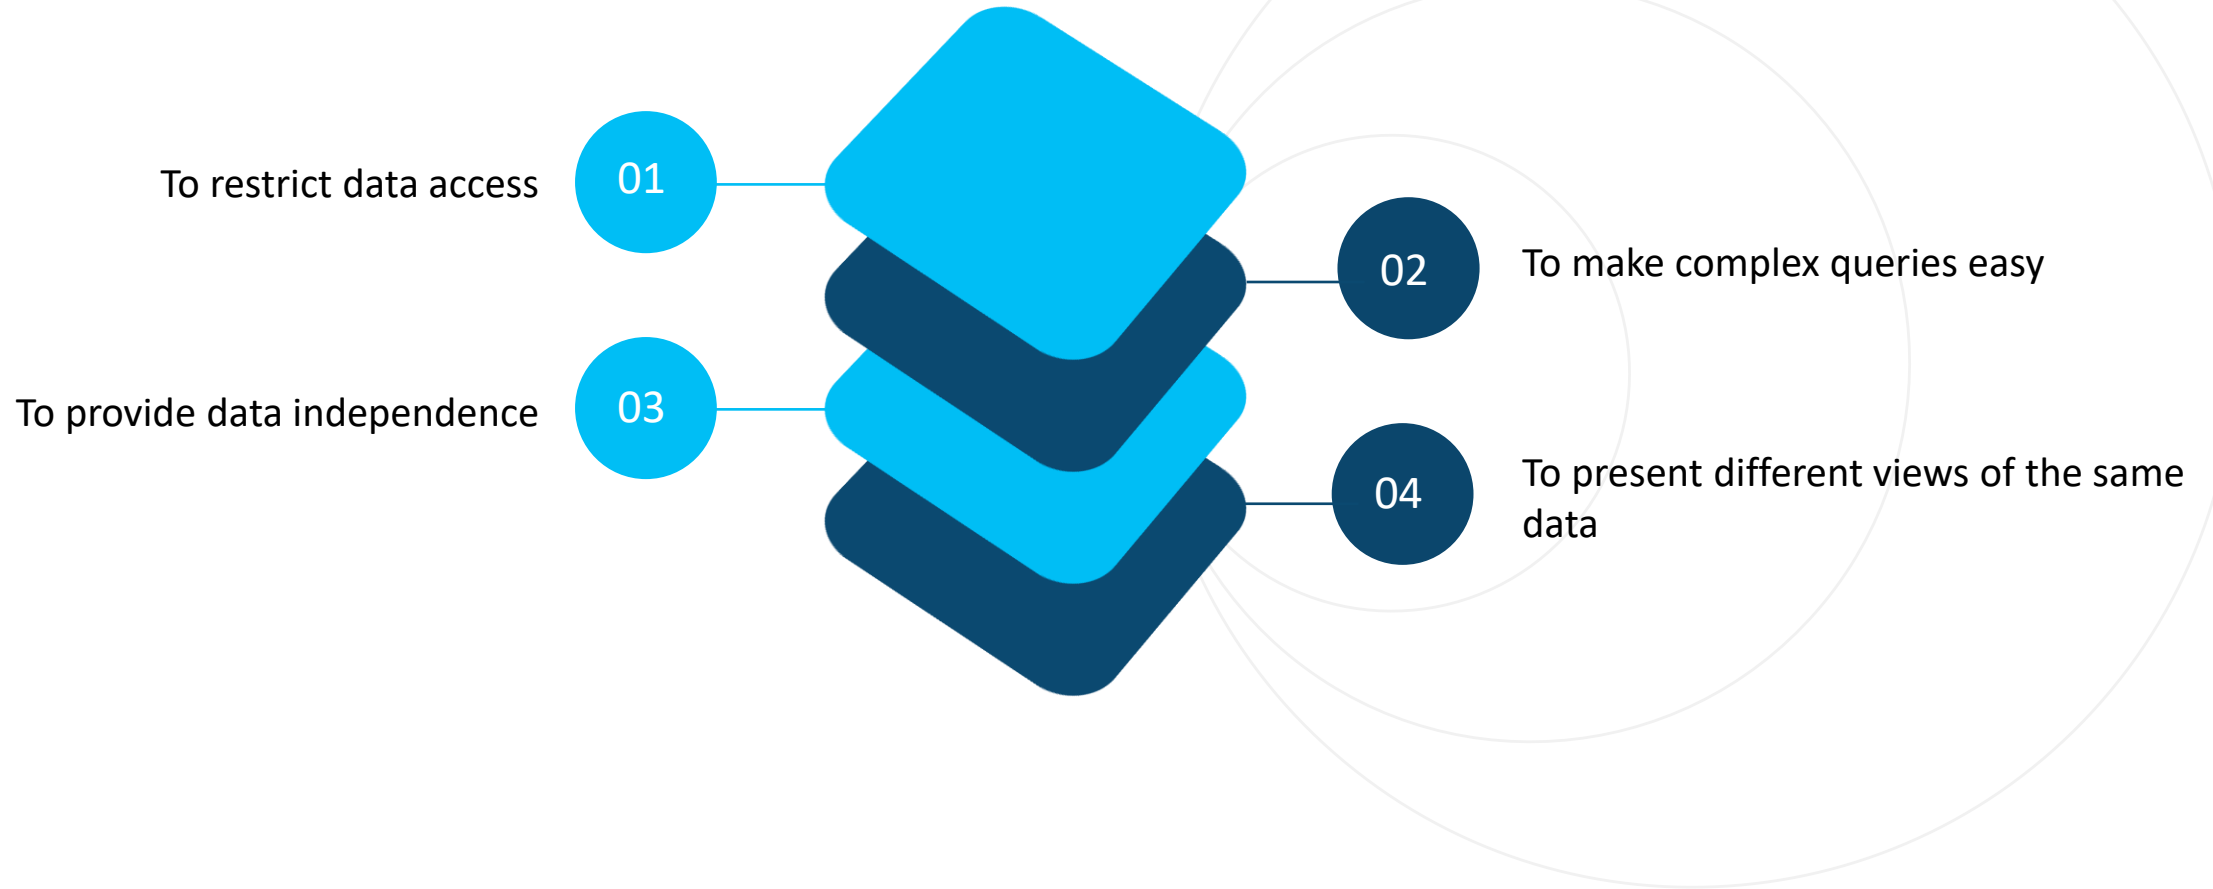 01
To restrict data access
02
To make complex queries easy
03
To provide data independence
04
To present different views of the same
data